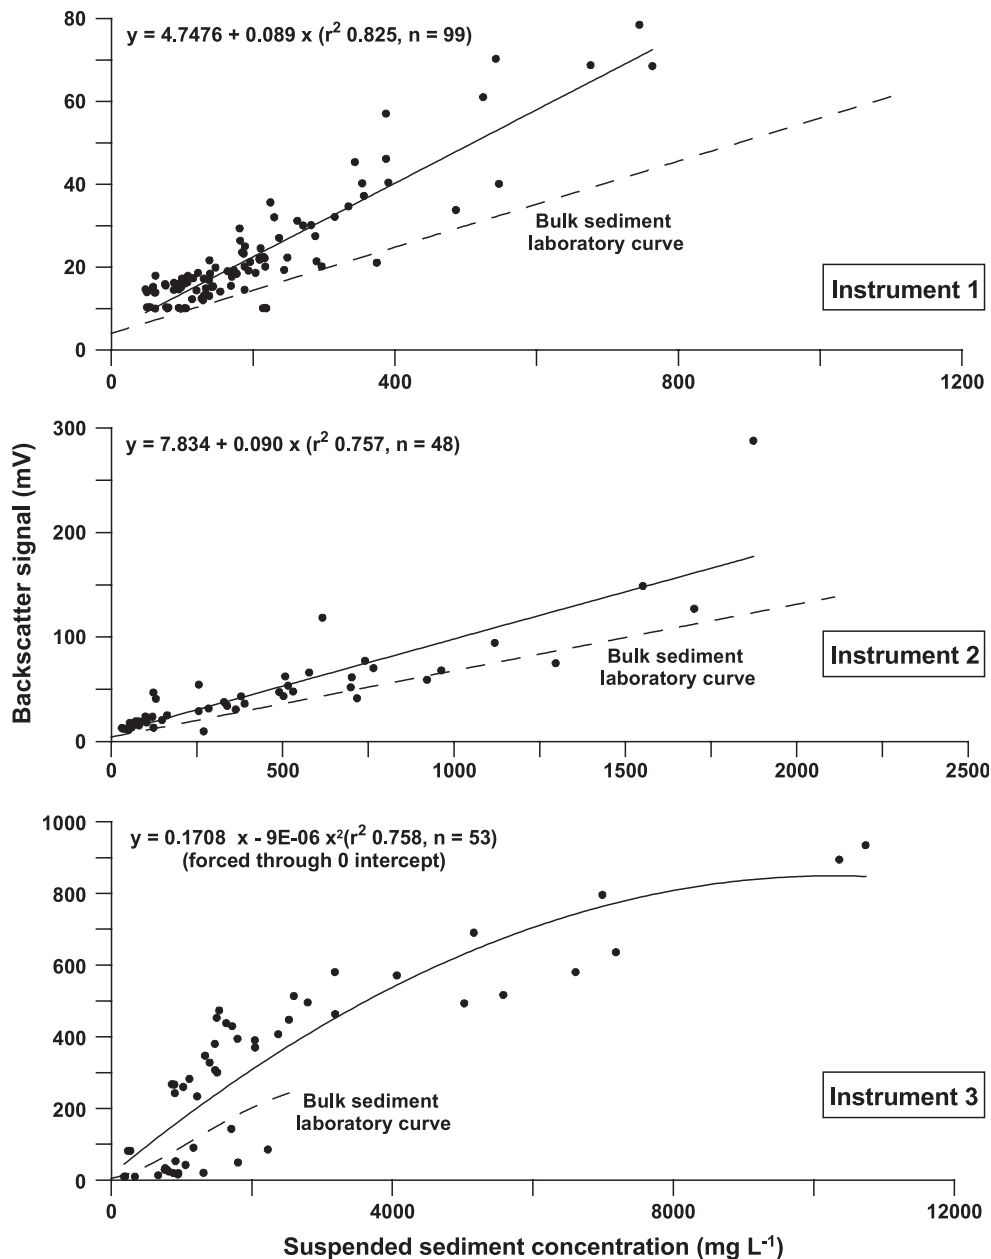 y = 4.7476 + 0.089 x (r² 0.825, n = 99)
80
60
40
20
0
Bulk sediment
laboratory curve
Instrument 1
0
400
800
1200
y = 7.834 + 0.090 x (r² 0.757, n = 48)
300
200
100
0
Bulk sediment
laboratory curve
Instrument 2
0
500
1000
1500
2000
2500
Backscatter signal (mV)
y = 0.1708 x - 9E-06 x²(r² 0.758, n = 53)
(forced through 0 intercept)
1000
800
600
400
200
0
Bulk sediment
laboratory curve
Instrument 3
0
4000
8000
12000
Suspended sediment concentration (mg L⁻¹)